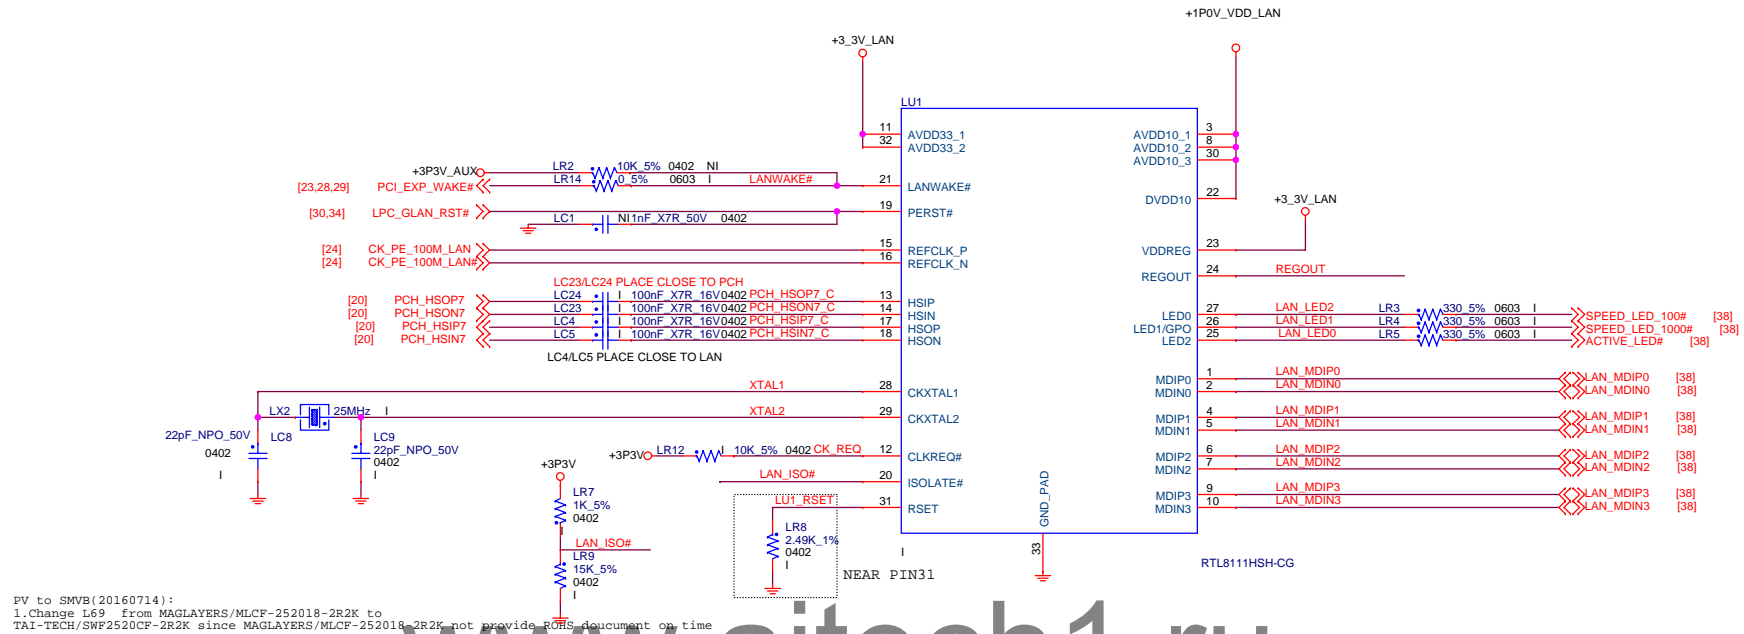 +1P0V_VDD_LAN
+3_3V_LAN
LU1
11 AVDD33_1
32 AVDD33_2
AVDD10_1 3
AVDD10_2 8
AVDD10_3 30
DVDD10 22
+3P3V_AUX LR2 10K_5% 0402 NI
[23,28,29] PCI_EXP_WAKE# LR14 0_5% 0603 I LANWAKE# 21 LANWAKE#
[30,34] LPC_GLAN_RST# 19 PERST#
LC1 NI 1nF_X7R_50V 0402
+3_3V_LAN
VDDREG 23
REGOUT 24 REGOUT
[24] CK_PE_100M_LAN 15 REFCLK_P
[24] CK_PE_100M_LAN# 16 REFCLK_N
LC23/LC24 PLACE CLOSE TO PCH
[20] PCH_HSOP7 LC24 I 100nF_X7R_16V 0402 PCH_HSOP7_C 13 HSIP
[20] PCH_HSON7 LC23 I 100nF_X7R_16V 0402 PCH_HSON7_C 14 HSIN
[20] PCH_HSIP7 LC4 I 100nF_X7R_16V 0402 PCH_HSIP7_C 17 HSOP
[20] PCH_HSIN7 LC5 I 100nF_X7R_16V 0402 PCH_HSIN7_C 18 HSON
LC4/LC5 PLACE CLOSE TO LAN
LED0 27 LAN_LED2 LR3 330_5% 0603 I SPEED_LED_100# [38]
LED1/GPO 26 LAN_LED1 LR4 330_5% 0603 I SPEED_LED_1000# [38]
LED2 25 LAN_LED0 LR5 330_5% 0603 I ACTIVE_LED# [38]
MDIP0 1 LAN_MDIP0 LAN_MDIP0 [38]
MDIN0 2 LAN_MDIN0 LAN_MDIN0 [38]
MDIP1 4 LAN_MDIP1 LAN_MDIP1 [38]
MDIN1 5 LAN_MDIN1 LAN_MDIN1 [38]
MDIP2 6 LAN_MDIP2 LAN_MDIP2 [38]
MDIN2 7 LAN_MDIN2 LAN_MDIN2 [38]
MDIP3 9 LAN_MDIP3 LAN_MDIP3 [38]
MDIN3 10 LAN_MDIN3 LAN_MDIN3 [38]
XTAL1 28 CKXTAL1
LX2 25MHz I XTAL2 29 CKXTAL2
22pF_NPO_50V LC8
0402
I
LC9
22pF_NPO_50V
0402
I
+3P3V LR12 I 10K_5% 0402 CK_REQ 12 CLKREQ#
LAN_ISO# 20 ISOLATE#
LU1_RSET 31 RSET
+3P3V
LR7
1K_5%
0402
I
LAN_ISO#
LR9
15K_5%
0402
I
LR8
2.49K_1%
0402
I
NEAR PIN31
I
GND_PAD
33
RTL8111HSH-CG
PV to SMVB(20160714):
1.Change L69 from MAGLAYERS/MLCF-252018-2R2K to
TAI-TECH/SWF2520CF-2R2K since MAGLAYERS/MLCF-252018-2R2K not provide ROHS doucument on time